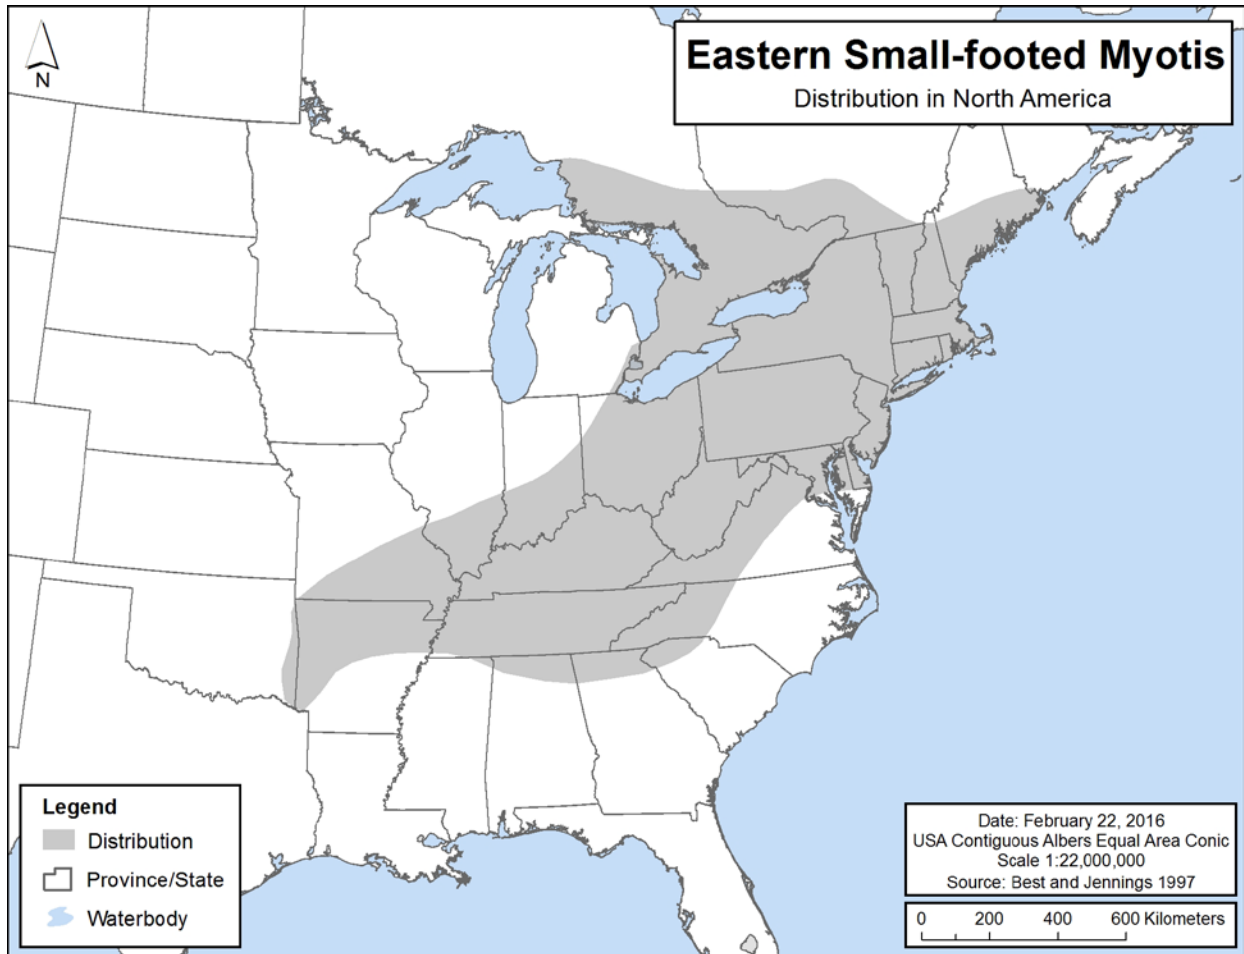 Eastern Small-footed Myotis
Distribution in North America
N
Legend
Distribution
Province/State
Waterbody
Date: February 22, 2016
USA Contiguous Albers Equal Area Conic
Scale 1:22,000,000
Source: Best and Jennings 1997
0 200 400 600 Kilometers